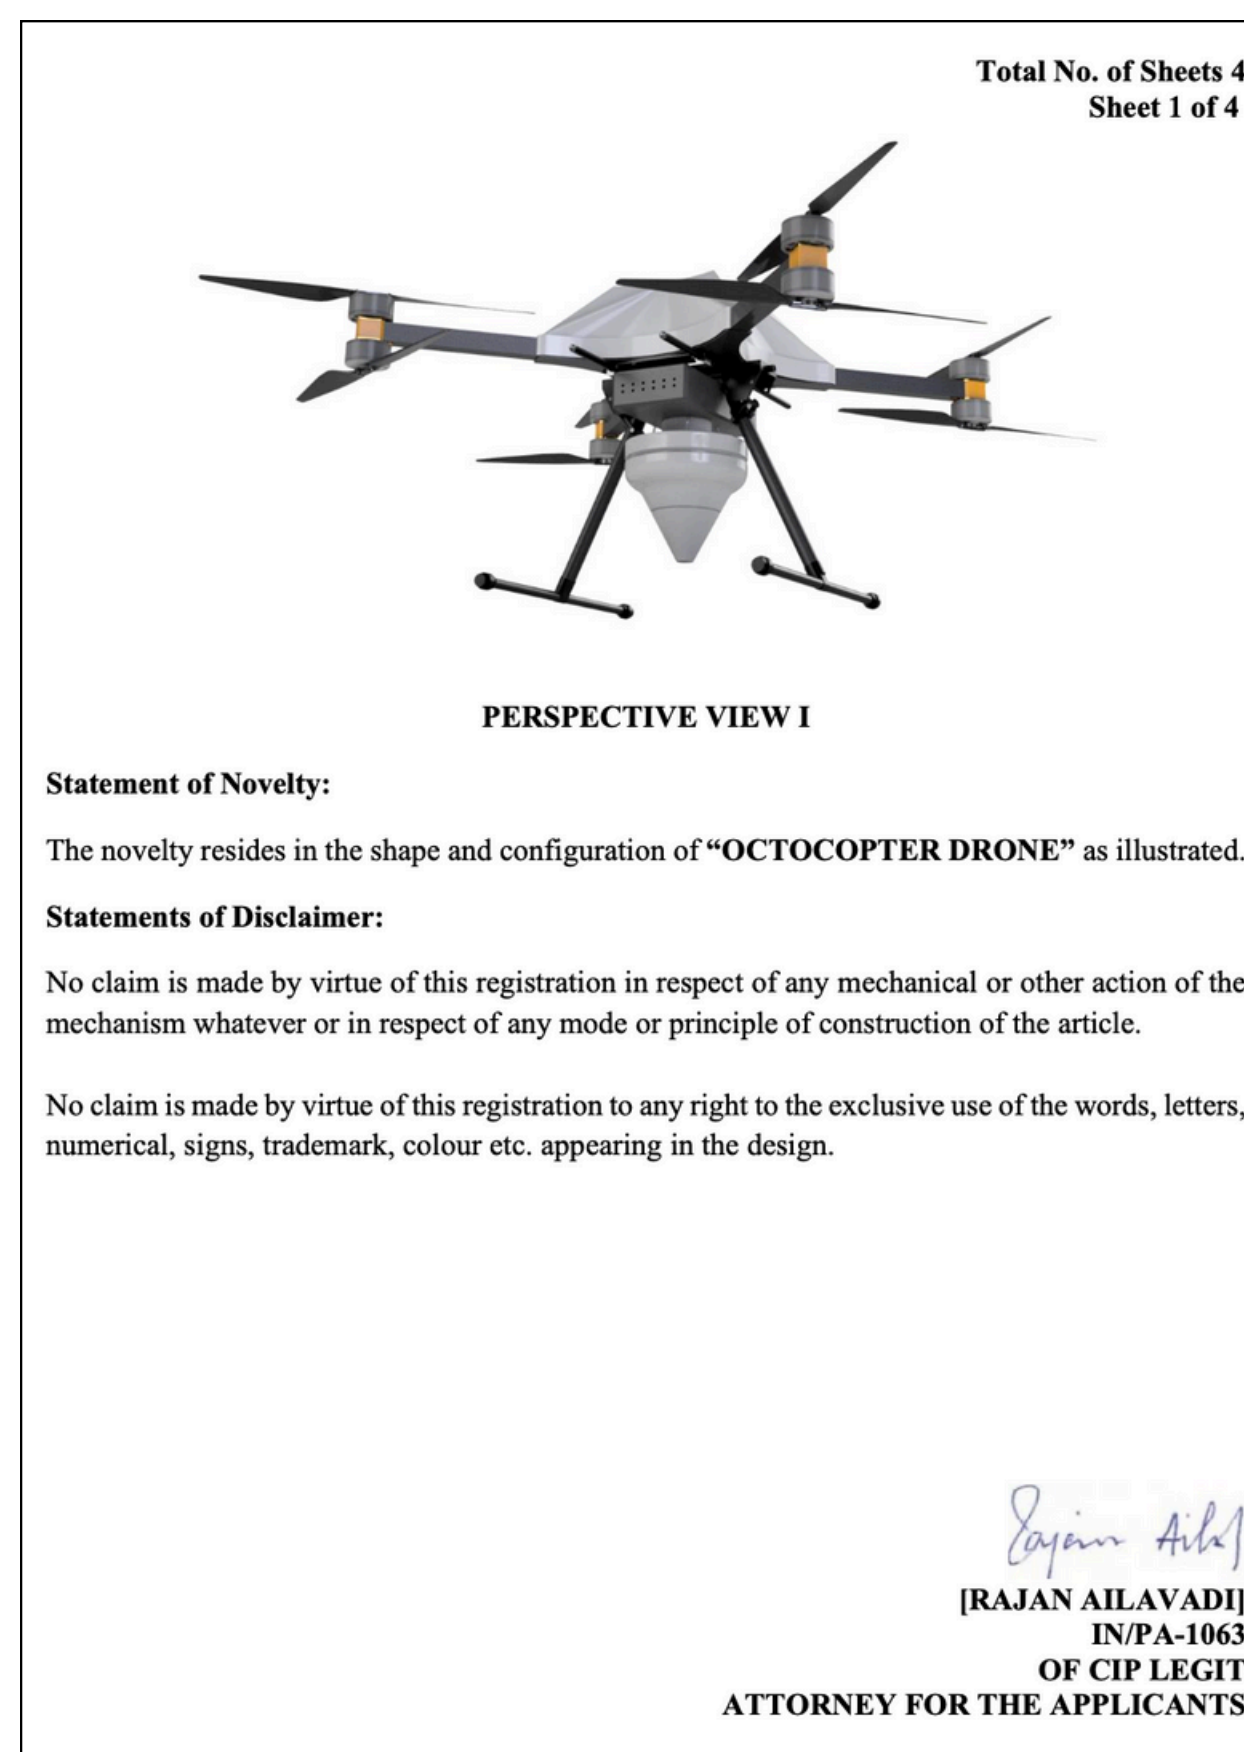 Total No. of Sheets 4
Sheet 1 of 4
PERSPECTIVE VIEW I
Statement of Novelty:
The novelty resides in the shape and configuration of “OCTOCOPTER DRONE” as illustrated.
Statements of Disclaimer:
No claim is made by virtue of this registration in respect of any mechanical or other action of the
mechanism whatever or in respect of any mode or principle of construction of the article.
No claim is made by virtue of this registration to any right to the exclusive use of the words, letters,
numerical, signs, trademark, colour etc. appearing in the design.
[RAJAN AILAVADI]
IN/PA-1063
OF CIP LEGIT
ATTORNEY FOR THE APPLICANTS